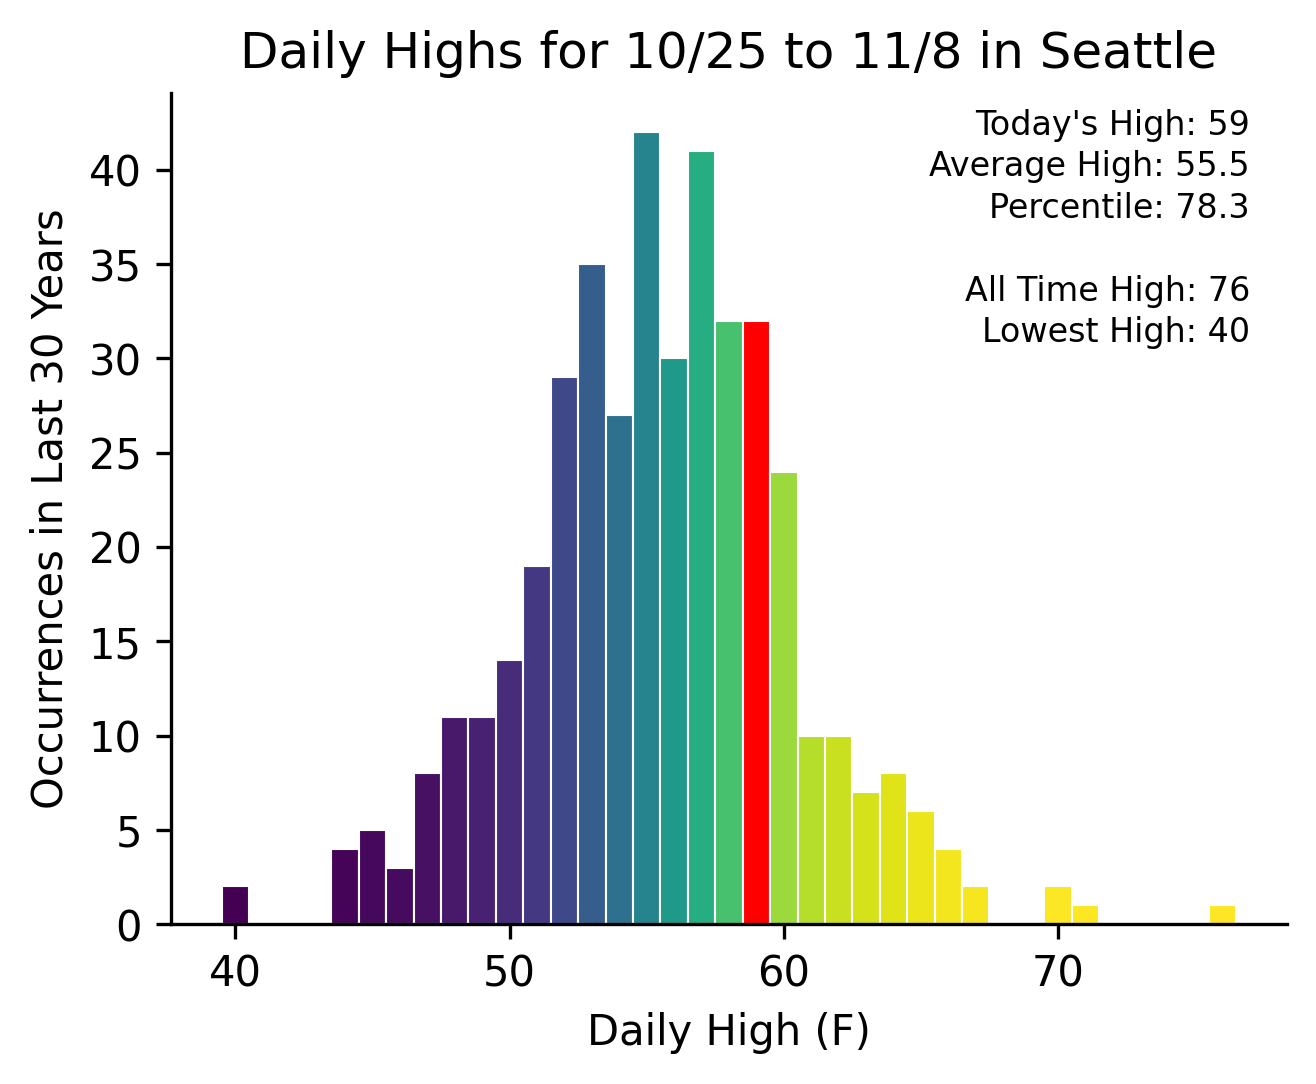 Daily Highs for 10/25 to 11/8 in Seattle
Today's High: 59
Average High: 55.5
Percentile: 78.3
All Time High: 76
Lowest High: 40
Occurrences in Last 30 Years
40
35
30
25
20
15
10
5
0
40 50 60 70
Daily High (F)